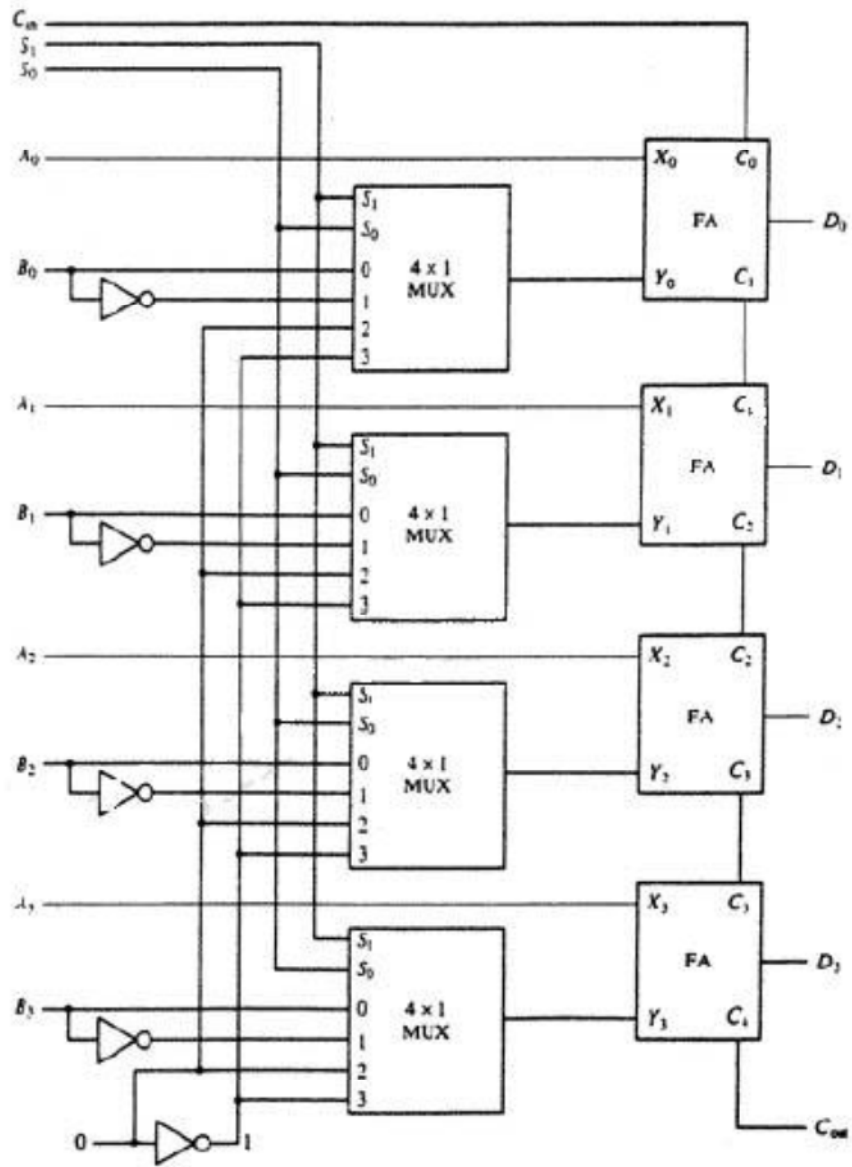 Cin
S1
S0
A0
X0 C0
S1
FA D0
S0
B0 0 4 x 1
MUX
Y0 C1
1
2
3
A1
X1 C1
S1
FA D1
S0
B1 0 4 x 1
MUX
Y1 C2
1
2
3
A2
X2 C2
S1
FA D2
S0
B2 0 4 x 1
MUX
Y2 C3
1
2
3
A3
X3 C3
S1
FA D3
S0
B3 0 4 x 1
MUX
Y3 C4
1
2
3
0 1
Cout